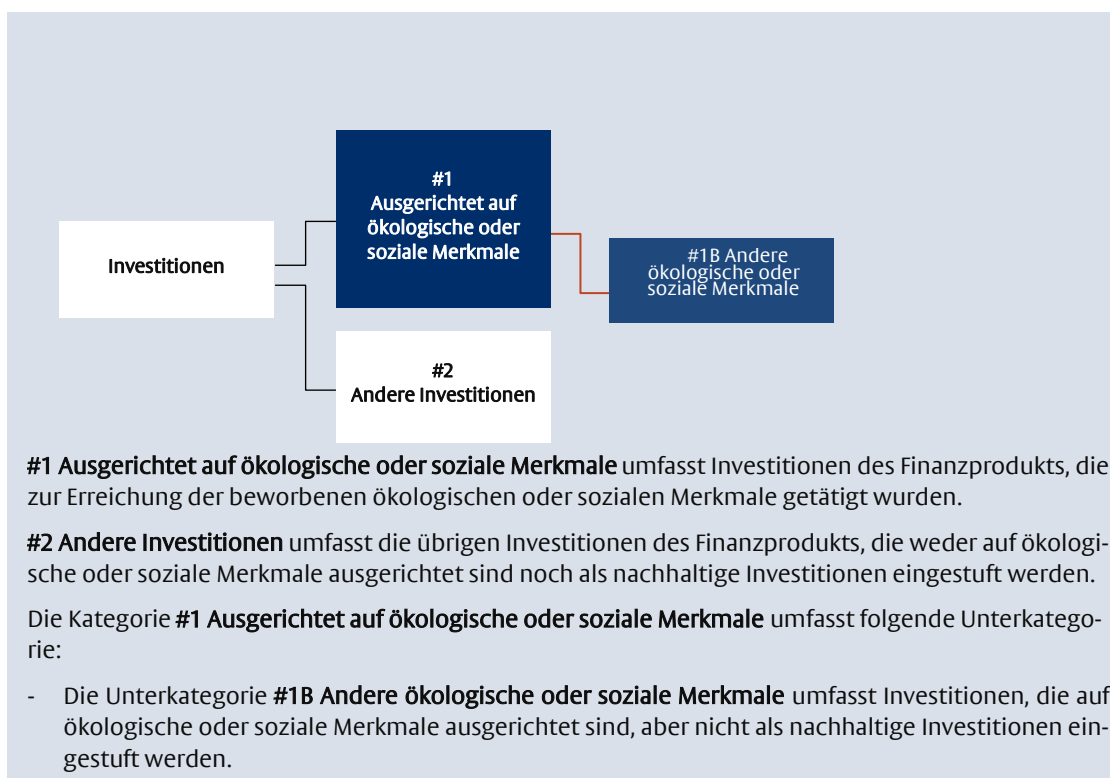 #1
Ausgerichtet auf
ökologische oder
soziale Merkmale
Investitionen
#1B Andere
ökologische oder
soziale Merkmale
#2
Andere Investitionen
#1 Ausgerichtet auf ökologische oder soziale Merkmale umfasst Investitionen des Finanzprodukts, die
zur Erreichung der beworbenen ökologischen oder sozialen Merkmale getätigt wurden.
#2 Andere Investitionen umfasst die übrigen Investitionen des Finanzprodukts, die weder auf ökologi-
sche oder soziale Merkmale ausgerichtet sind noch als nachhaltige Investitionen eingestuft werden.
Die Kategorie #1 Ausgerichtet auf ökologische oder soziale Merkmale umfasst folgende Unterkatego-
rie:
- Die Unterkategorie #1B Andere ökologische oder soziale Merkmale umfasst Investitionen, die auf
ökologische oder soziale Merkmale ausgerichtet sind, aber nicht als nachhaltige Investitionen ein-
gestuft werden.